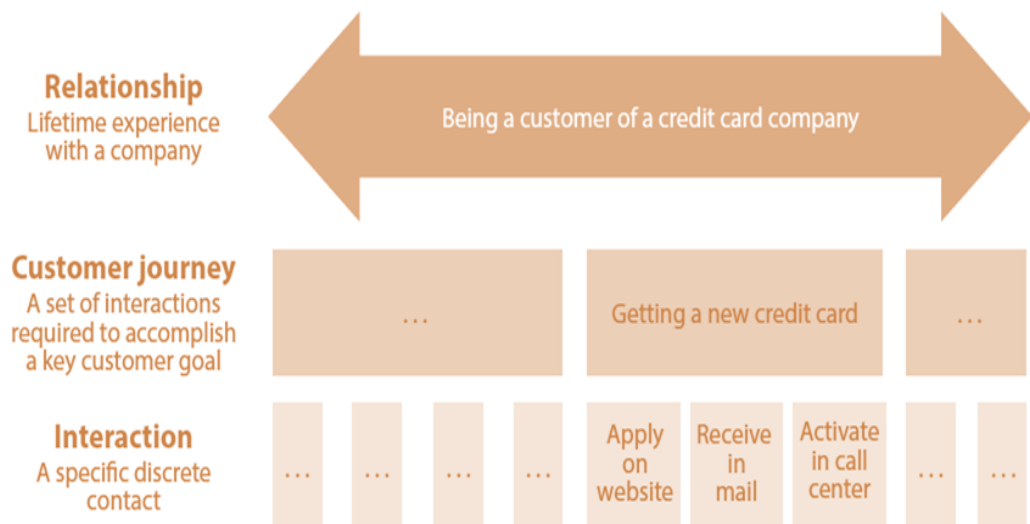 Relationship
Lifetime experience
with a company
Being a customer of a credit card company
Customer journey
A set of interactions
required to accomplish
a key customer goal
...
Getting a new credit card
...
Interaction
A specific discrete
contact
...
...
...
...
Apply
on
website
Receive
in
mail
Activate
in call
center
...
...